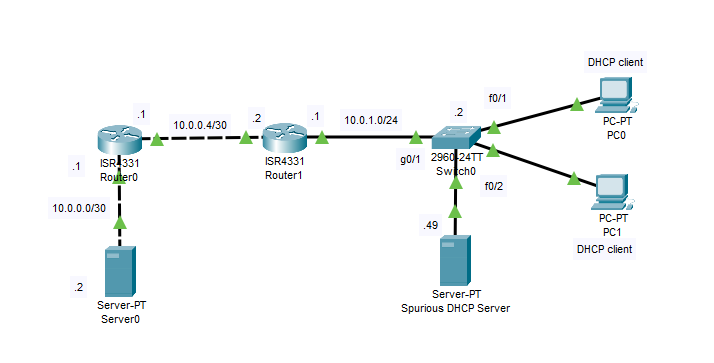 DHCP client
f0/1
.1
10.0.0.4/30
.2
.1
10.0.1.0/24
.2
PC-PT
PC0
ISR4331
Router0
ISR4331
Router1
g0/1
2960-24TT
Switch0
.1
f0/2
10.0.0.0/30
.49
PC-PT
PC1
DHCP client
.2
Server-PT
Server0
Server-PT
Spurious DHCP Server